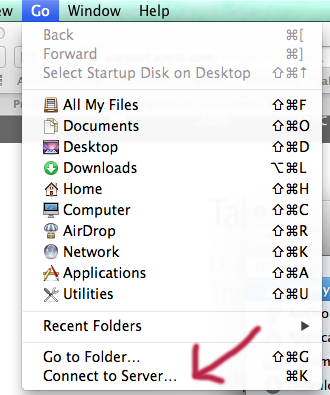 Go Window Help
Back ⌘[
Forward ⌘]
Select Startup Disk on Desktop ⇧⌘↑
All My Files ⇧⌘F
Documents ⇧⌘O
Desktop ⇧⌘D
Downloads ⌥⌘L
Home ⇧⌘H
Computer ⇧⌘C
AirDrop ⇧⌘R
Network ⇧⌘K
Applications ⇧⌘A
Utilities ⇧⌘U
Recent Folders ▶
Go to Folder... ⇧⌘G
Connect to Server... ⌘K